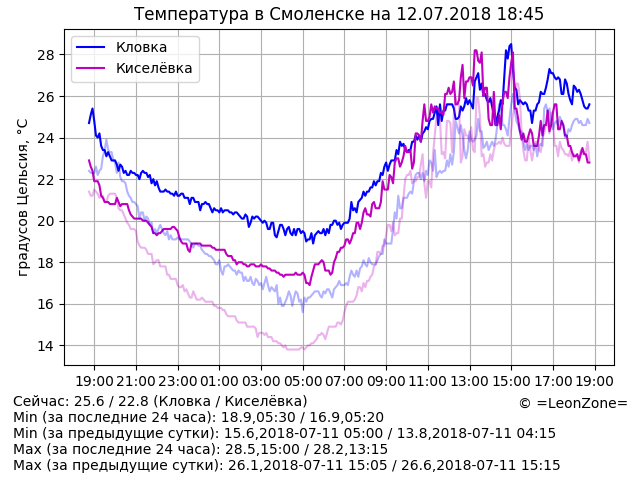 Температура в Смоленске на 12.07.2018 18:45
Кловка
Киселёвка
градусов Цельсия, °C
28
26
24
22
20
18
16
14
19:00 21:00 23:00 01:00 03:00 05:00 07:00 09:00 11:00 13:00 15:00 17:00 19:00
Сейчас: 25.6 / 22.8 (Кловка / Киселёвка)
© =LeonZone=
Min (за последние 24 часа): 18.9,05:30 / 16.9,05:20
Min (за предыдущие сутки): 15.6,2018-07-11 05:00 / 13.8,2018-07-11 04:15
Max (за последние 24 часа): 28.5,15:00 / 28.2,13:15
Max (за предыдущие сутки): 26.1,2018-07-11 15:05 / 26.6,2018-07-11 15:15